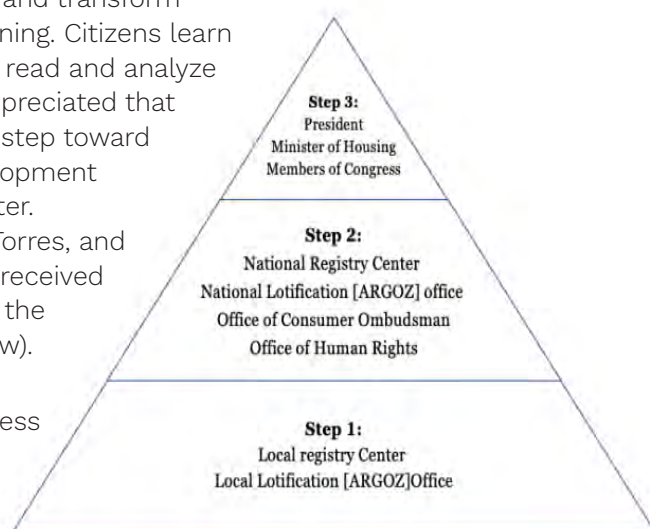 and transform
ning. Citizens learn
read and analyze
preciated that
step toward
opment
ter.
Torres, and
received
the
w).
ess
Step 3:
President
Minister of Housing
Members of Congress
Step 2:
National Registry Center
National Lotification [ARGOZ] office
Office of Consumer Ombudsman
Office of Human Rights
Step 1:
Local registry Center
Local Lotification [ARGOZ]Office